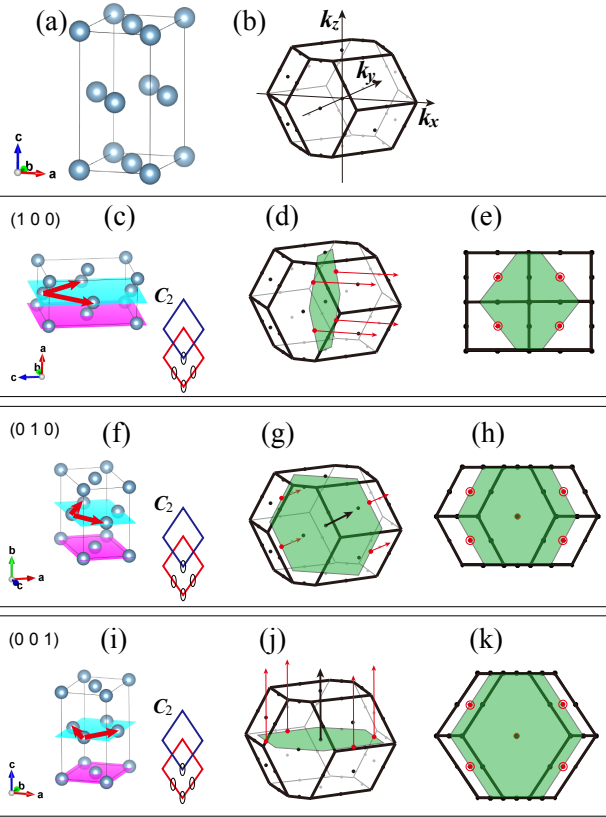 (a)
(b)
k_z
k_y
k_x
c
b
a
(1 0 0)
(c)
(d)
(e)
C_2
a
b
c
(0 1 0)
(f)
(g)
(h)
C_2
b
a
c
(0 0 1)
(i)
(j)
(k)
C_2
c
b
a